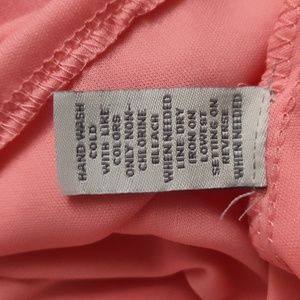 HAND WASH
COLD
WITH LIKE
COLORS
ONLY NON-
CHLORINE
BLEACH
WHEN NEEDED
LINE DRY
IRON ON
LOWEST
SETTING ON
REVERSE
WHEN NEEDED